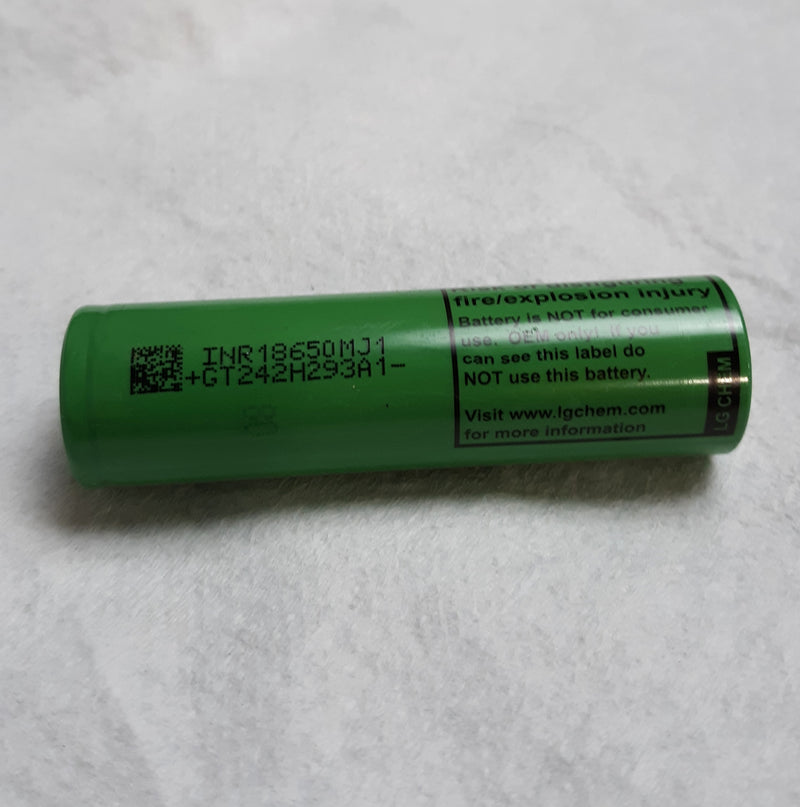 INR18650MJ1
+GT242H293A1-
fire/explosion injury
Battery is NOT for consumer
use. OEM only! If you
can see this label do
NOT use this battery.
Visit www.lgchem.com
for more information
LG CHEM